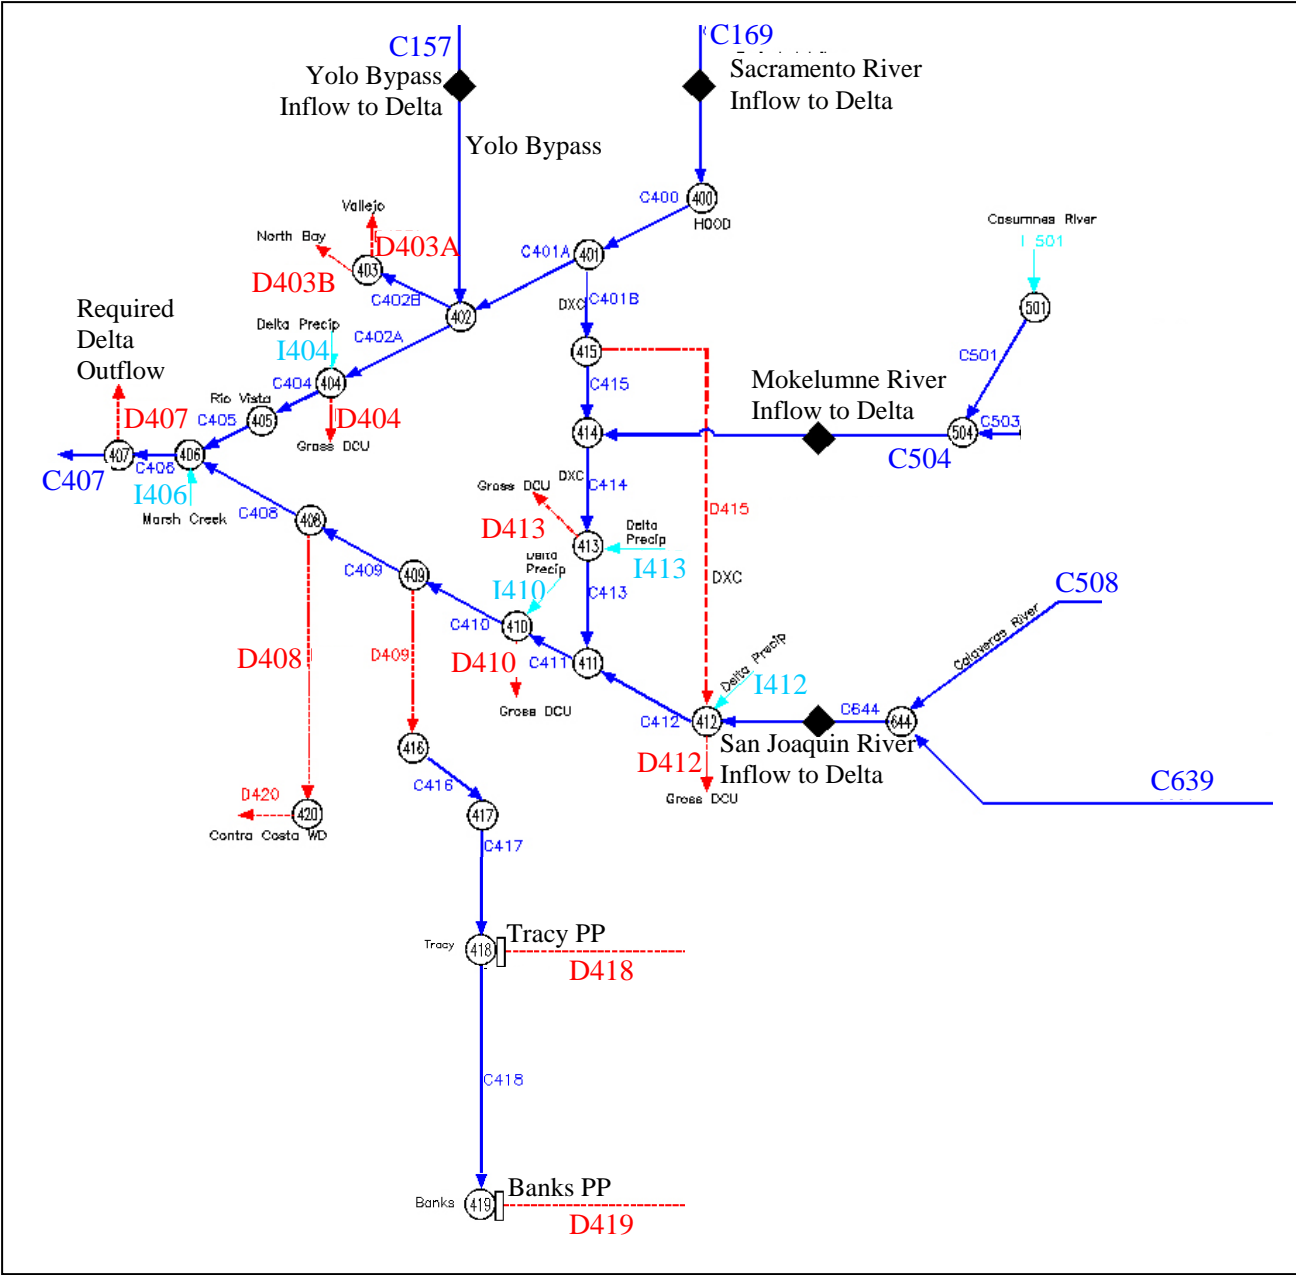 C157
C169
Yolo Bypass
Inflow to Delta
Sacramento River
Inflow to Delta
Yolo Bypass
C400
400
HOOD
Vallejo
North Bay
D403A
D403B
403
C402B
C401A
401
DXC
C401B
402
Cosumnes River
I 501
501
C501
Required
Delta
Outflow
Delta Precip
I404
C402A
415
C415
C404
404
Rio Vista
D404
Gross DCU
D407
C405
405
Mokelumne River
Inflow to Delta
414
504
C503
C504
C407
407
C406
406
I406
Marsh Creek
C408
408
DXC
C414
Gross DCU
D413
413
Delta
Precip
I413
D415
DXC
C409
409
Delta
Precip
I410
C413
C410
410
D410
C411
411
Gross DCU
D408
D409
C508
Calaveras River
Delta Precip
I412
C412
412
C644
644
San Joaquin River
Inflow to Delta
D412
Gross DCU
C639
416
C416
417
C417
D420
420
Contra Costa WD
Tracy
418
Tracy PP
D418
C418
Banks
419
Banks PP
D419